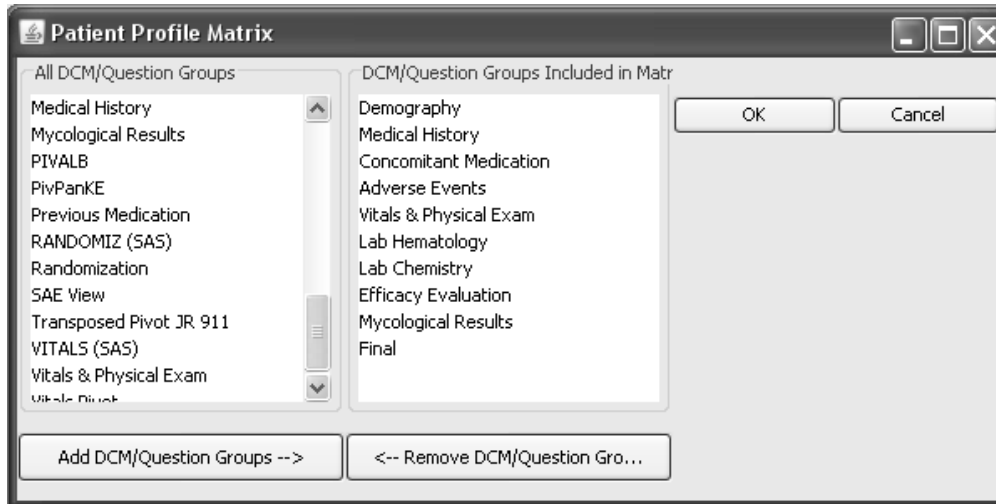 Patient Profile Matrix
All DCM/Question Groups
Medical History
Mycological Results
PIVALB
PivPanKE
Previous Medication
RANDOMIZ (SAS)
Randomization
SAE View
Transposed Pivot JR 911
VITALS (SAS)
Vitals & Physical Exam
Vitals Pivot
DCM/Question Groups Included in Matr
Demography
Medical History
Concomitant Medication
Adverse Events
Vitals & Physical Exam
Lab Hematology
Lab Chemistry
Efficacy Evaluation
Mycological Results
Final
OK
Cancel
Add DCM/Question Groups -->
<-- Remove DCM/Question Gro...